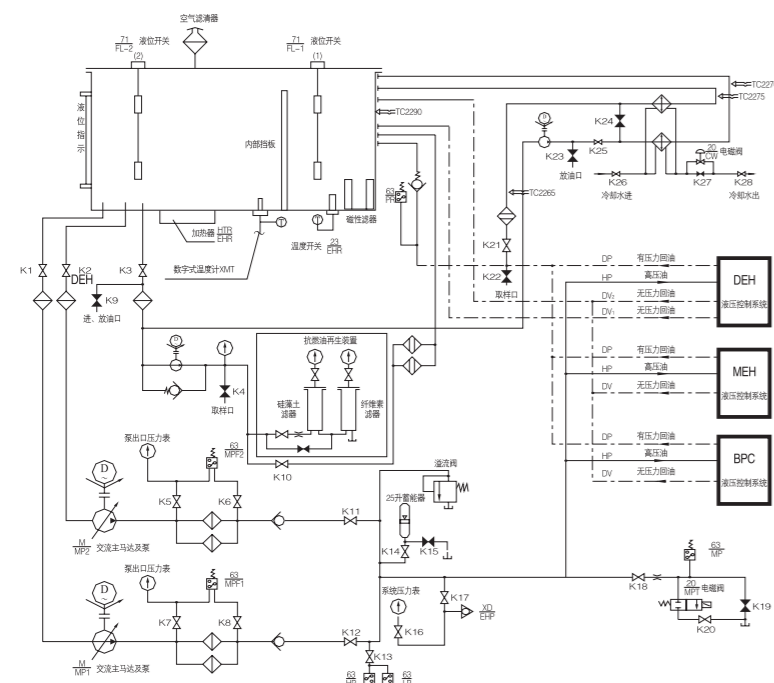 空气滤清器
71
FL-2
液位开关
(2)
71
FL-1
液位开关
(1)
液位指示
内部挡板
TC2290
TC227
TC2275
TC2265
K24
K23
放油口
K25
20
CW
电磁阀
K26
冷却水进
K27
K28
冷却水出
63
PR
加热器
HTR
EHR
数字式温度计XMT
温度开关
23
EHR
磁性滤器
K1
K2
DEH
K3
K9
进、放油口
K21
K22
取样口
DP
有压力回油
HP
高压油
DV₂
无压力回油
DV₁
无压力回油
DEH
液压控制系统
DP
有压力回油
HP
高压油
DV
无压力回油
MEH
液压控制系统
DP
有压力回油
HP
高压油
DV
无压力回油
BPC
液压控制系统
K4
取样口
抗燃油再生装置
硅藻土
滤器
纤维素
滤器
K10
泵出口压力表
63
MPF2
D
K5
K6
M
MP2
交流主马达及泵
K11
溢流阀
25升蓄能器
K14
K15
泵出口压力表
63
MPF1
D
K7
K8
M
MP1
交流主马达及泵
K12
K13
系统压力表
K16
K17
XD
EHP
K18
63
MP
20
MPT
电磁阀
K19
K20
63
63